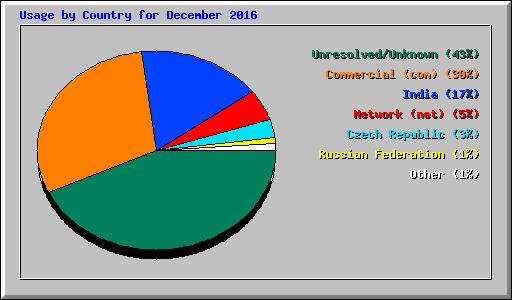 Usage by Country for December 2016
Unresolved/Unknown (43%)
Commercial (com) (30%)
India (17%)
Network (net) (5%)
Czech Republic (3%)
Russian Federation (1%)
Other (1%)